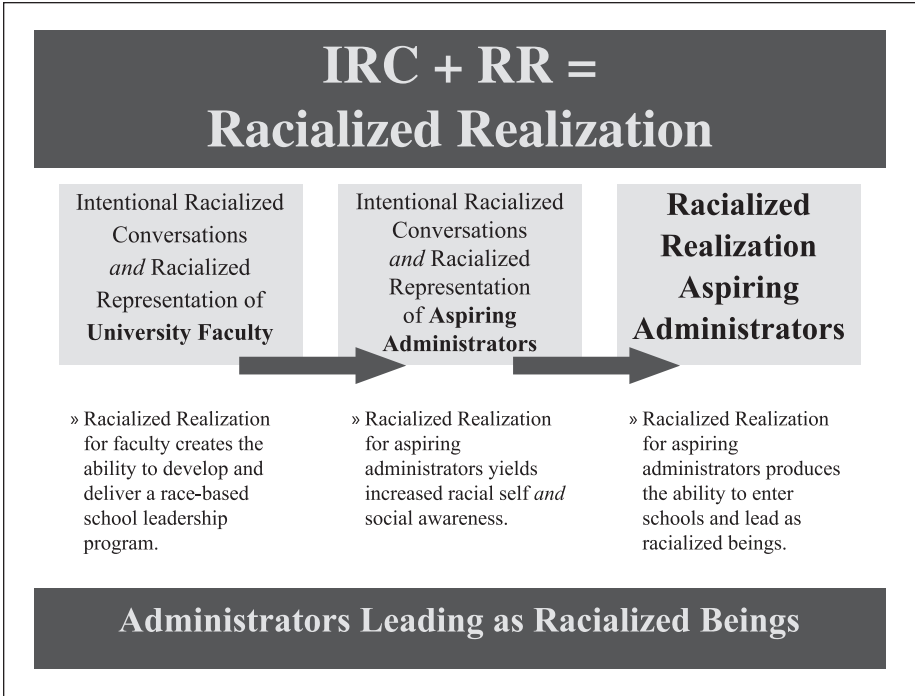 IRC + RR =
Racialized Realization
Intentional Racialized
Conversations
and Racialized
Representation of
University Faculty
Intentional Racialized
Conversations
and Racialized
Representation
of Aspiring
Administrators
Racialized
Realization
Aspiring
Administrators
» Racialized Realization
for faculty creates the
ability to develop and
deliver a race-based
school leadership
program.
» Racialized Realization
for aspiring
administrators yields
increased racial self and
social awareness.
» Racialized Realization
for aspiring
administrators produces
the ability to enter
schools and lead as
racialized beings.
Administrators Leading as Racialized Beings